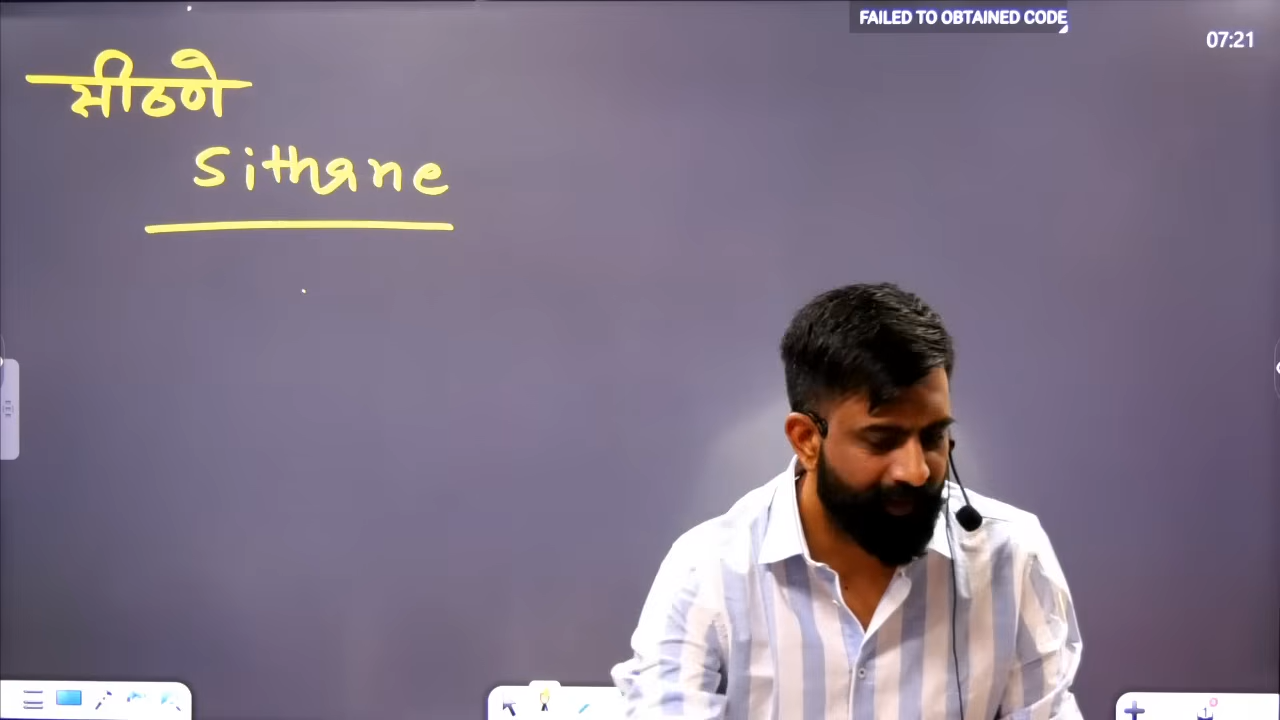 FAILED TO OBTAINED CODE
07:21
सीठणे
Sithane